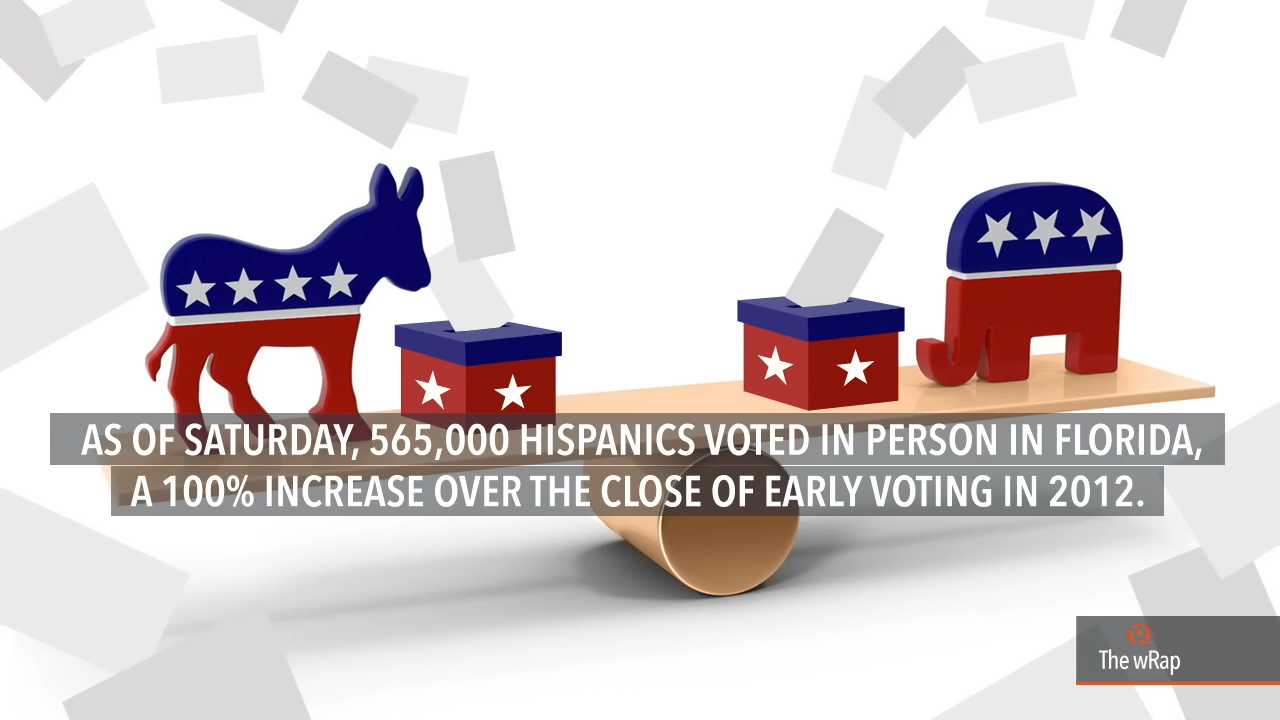 AS OF SATURDAY, 565,000 HISPANICS VOTED IN PERSON IN FLORIDA,
A 100% INCREASE OVER THE CLOSE OF EARLY VOTING IN 2012.
The wRap